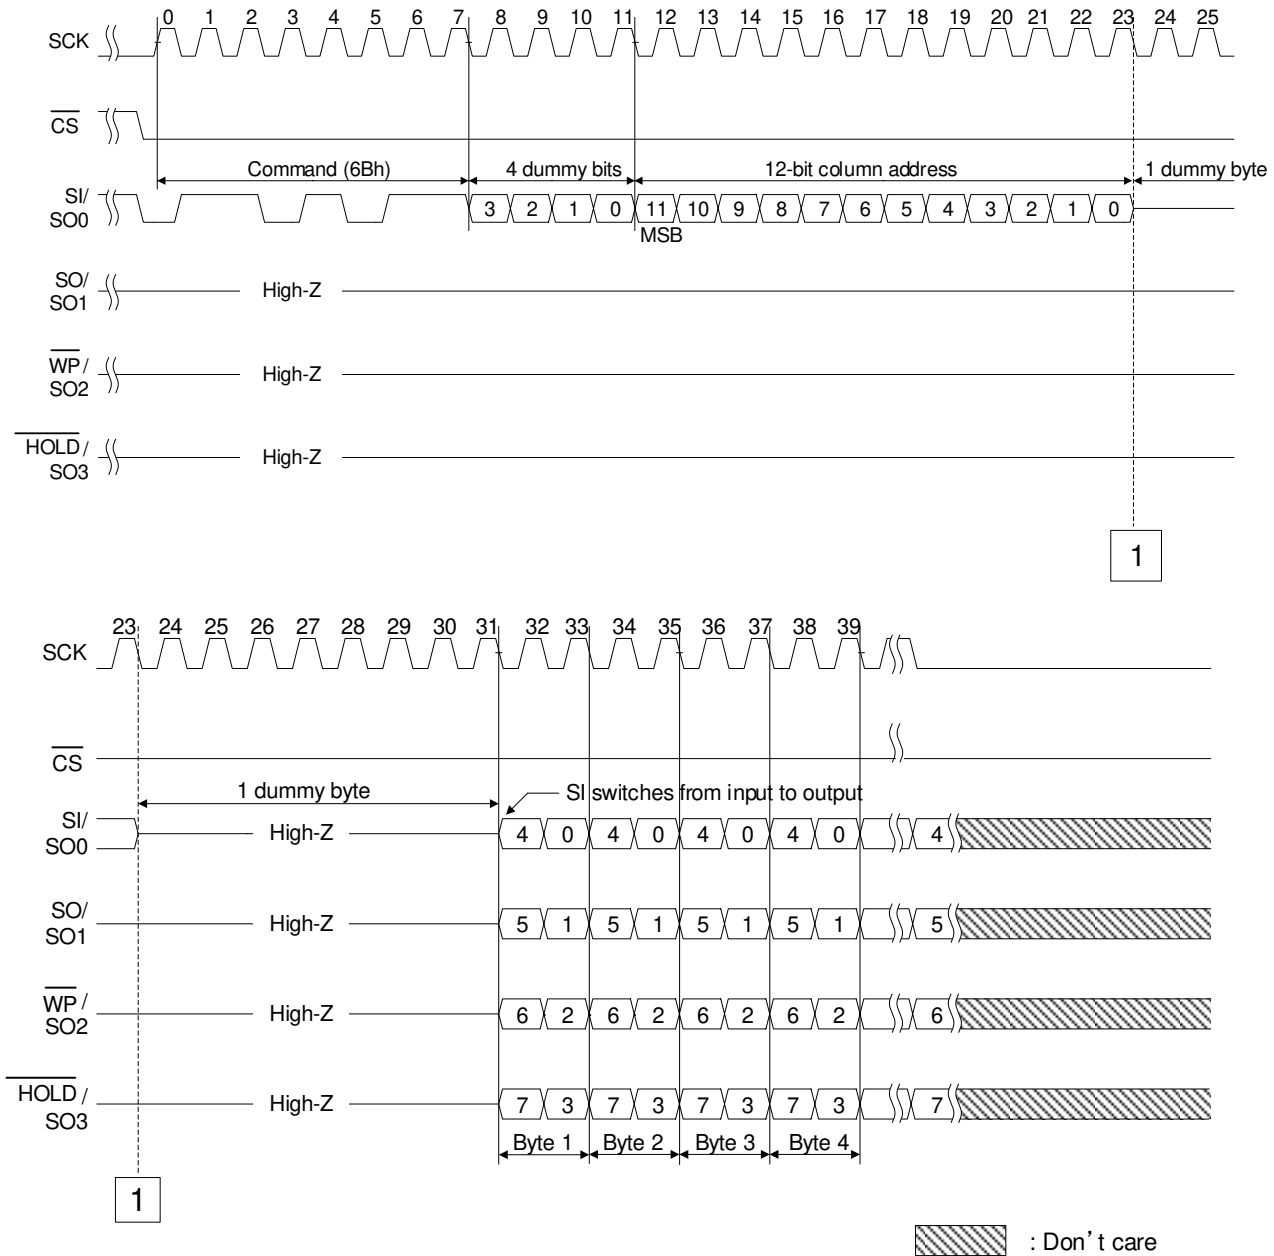 0 1 2 3 4 5 6 7 8 9 10 11 12 13 14 15 16 17 18 19 20 21 22 23 24 25
SCK
CS
Command (6Bh) 4 dummy bits 12-bit column address 1 dummy byte
SI/
SO0
3 2 1 0 11 10 9 8 7 6 5 4 3 2 1 0
MSB
SO/
SO1
High-Z
WP/
SO2
High-Z
HOLD/
SO3
High-Z
1
23 24 25 26 27 28 29 30 31 32 33 34 35 36 37 38 39
SCK
CS
1 dummy byte SI switches from input to output
SI/
SO0
High-Z 4 0 4 0 4 0 4 0 4
SO/
SO1
High-Z 5 1 5 1 5 1 5 1 5
WP/
SO2
High-Z 6 2 6 2 6 2 6 2 6
HOLD/
SO3
High-Z 7 3 7 3 7 3 7 3 7
Byte 1 Byte 2 Byte 3 Byte 4
1
: Don't care